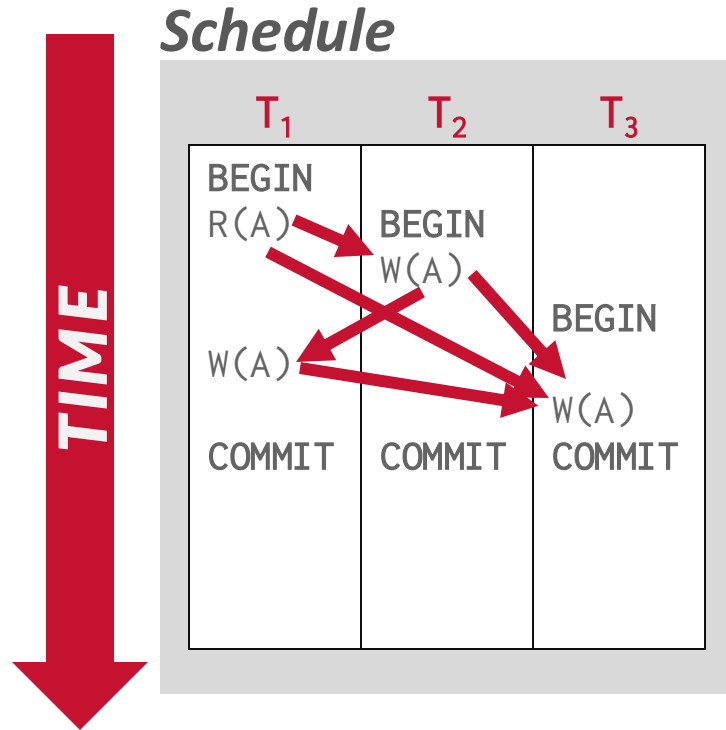 Schedule
TIME
T1 T2 T3
BEGIN
R(A) BEGIN
W(A)
BEGIN
W(A)
W(A)
COMMIT COMMIT COMMIT